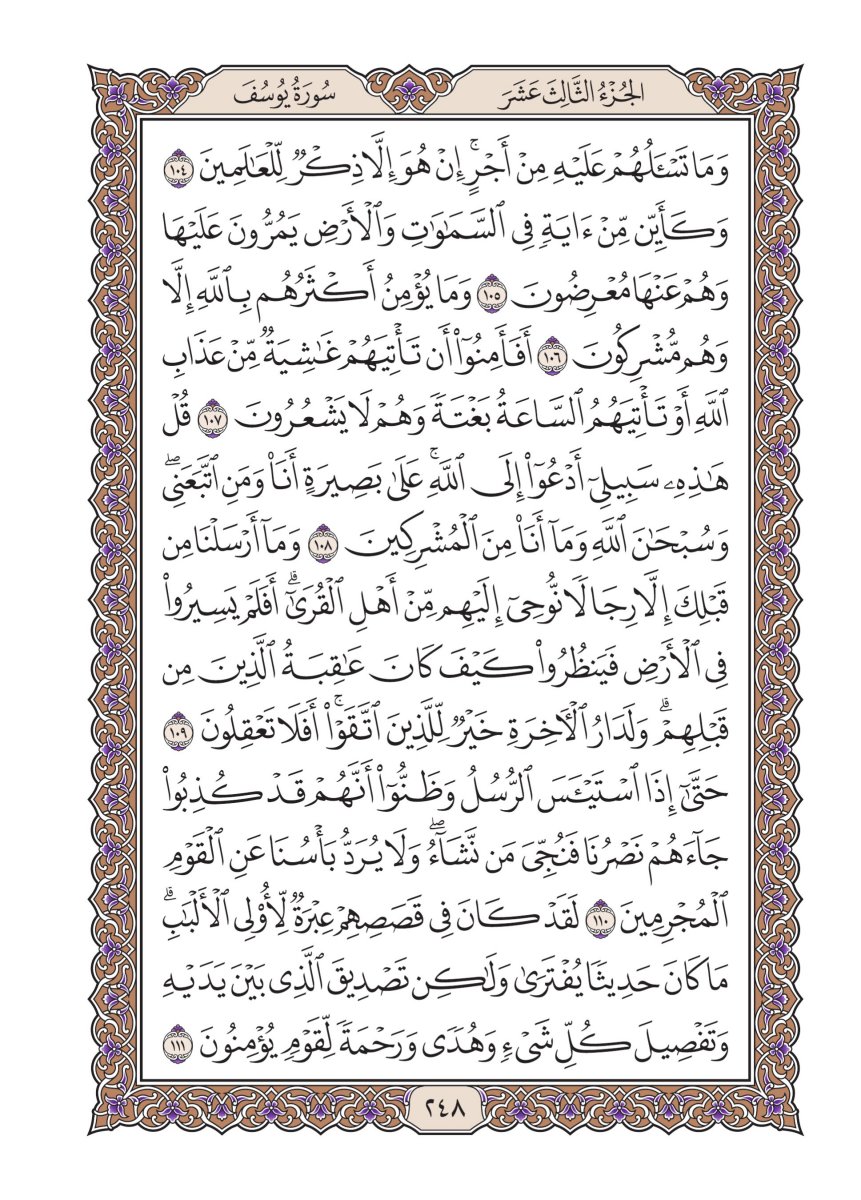 الجُزْءُ الثَّالِثَ عَشَرَ
سُورَةُ يُوسُفَ
وَمَا تَسْـَٔلُهُمْ عَلَيْهِ مِنْ أَجْرٍۚ إِنْ هُوَ إِلَّا ذِكْرٌ لِّلْعَٰلَمِينَ ١٠٤
وَكَأَيِّن مِّنْ ءَايَةٍ فِى ٱلسَّمَٰوَٰتِ وَٱلْأَرْضِ يَمُرُّونَ عَلَيْهَا
وَهُمْ عَنْهَا مُعْرِضُونَ ١٠٥ وَمَا يُؤْمِنُ أَكْثَرُهُم بِٱللَّهِ إِلَّا
وَهُم مُّشْرِكُونَ ١٠٦ أَفَأَمِنُوٓا۟ أَن تَأْتِيَهُمْ غَٰشِيَةٌ مِّنْ عَذَابِ
ٱللَّهِ أَوْ تَأْتِيَهُمُ ٱلسَّاعَةُ بَغْتَةً وَهُمْ لَا يَشْعُرُونَ ١٠٧ قُلْ
هَٰذِهِۦ سَبِيلِىٓ أَدْعُوٓا۟ إِلَى ٱللَّهِۚ عَلَىٰ بَصِيرَةٍ أَنَا۠ وَمَنِ ٱتَّبَعَنِىۖ
وَسُبْحَٰنَ ٱللَّهِ وَمَآ أَنَا۠ مِنَ ٱلْمُشْرِكِينَ ١٠٨ وَمَآ أَرْسَلْنَا مِن
قَبْلِكَ إِلَّا رِجَالًا نُّوحِىٓ إِلَيْهِم مِّنْ أَهْلِ ٱلْقُرَىٰٓۗ أَفَلَمْ يَسِيرُوا۟
فِى ٱلْأَرْضِ فَيَنظُرُوا۟ كَيْفَ كَانَ عَٰقِبَةُ ٱلَّذِينَ مِن
قَبْلِهِمْۗ وَلَدَارُ ٱلْـَٔاخِرَةِ خَيْرٌ لِّلَّذِينَ ٱتَّقَوْا۟ۚ أَفَلَا تَعْقِلُونَ ١٠٩
حَتَّىٰٓ إِذَا ٱسْتَيْـَٔسَ ٱلرُّسُلُ وَظَنُّوٓا۟ أَنَّهُمْ قَدْ كُذِبُوا۟
جَآءَهُمْ نَصْرُنَا فَنُجِّىَ مَن نَّشَآءُۖ وَلَا يُرَدُّ بَأْسُنَا عَنِ ٱلْقَوْمِ
ٱلْمُجْرِمِينَ ١١٠ لَقَدْ كَانَ فِى قَصَصِهِمْ عِبْرَةٌ لِّأُو۟لِى ٱلْأَلْبَٰبِۗ
مَا كَانَ حَدِيثًا يُفْتَرَىٰ وَلَٰكِن تَصْدِيقَ ٱلَّذِى بَيْنَ يَدَيْهِ
وَتَفْصِيلَ كُلِّ شَىْءٍ وَهُدًى وَرَحْمَةً لِّقَوْمٍ يُؤْمِنُونَ ١١١
٢٤٨